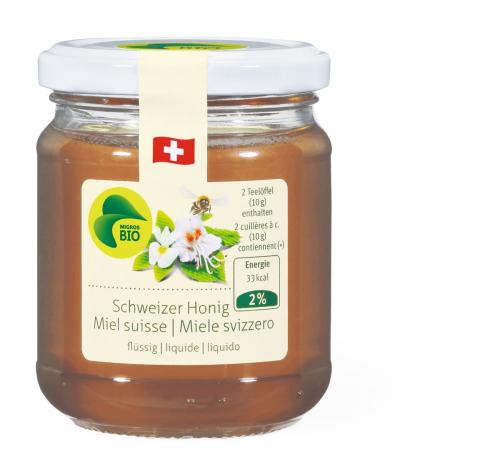 BIO
MIGROS
BIO
2 Teelöffel
(10 g)
enthalten
2 cuillères à c.
(10 g)
contiennent (•)
Energie
33 kcal
2%
Schweizer Honig
Miel suisse | Miele svizzero
flüssig | liquide | liquido